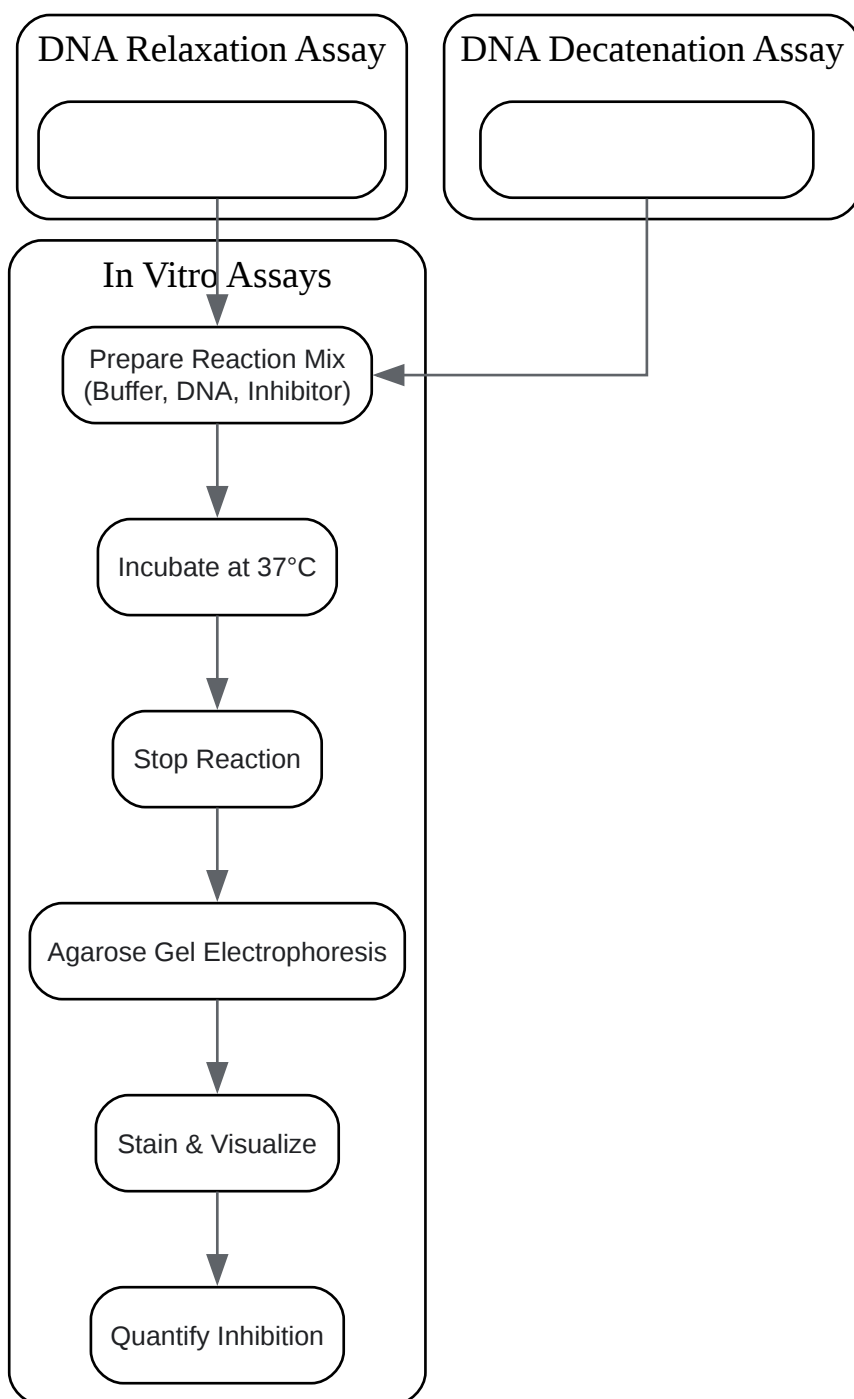 DNA Relaxation Assay
DNA Decatenation Assay
In Vitro Assays
Prepare Reaction Mix
(Buffer, DNA, Inhibitor)
Incubate at 37°C
Stop Reaction
Agarose Gel Electrophoresis
Stain & Visualize
Quantify Inhibition